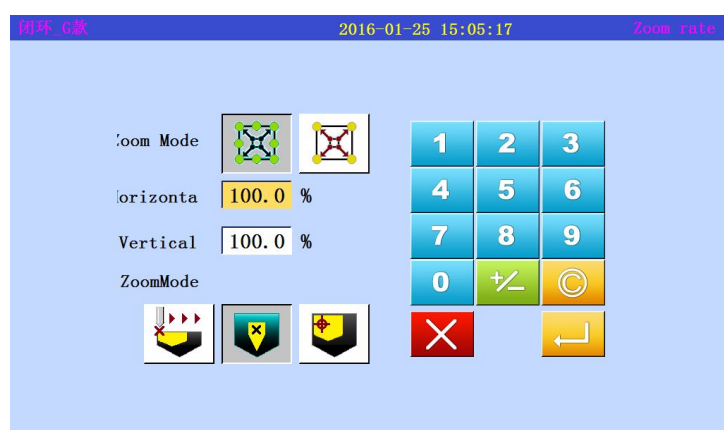 闭环_G款 2016-01-25 15:05:17 Zoom rate
Zoom Mode
orizonta 100.0 %
Vertical 100.0 %
ZoomMode
1 2 3
4 5 6
7 8 9
0 +/- ©